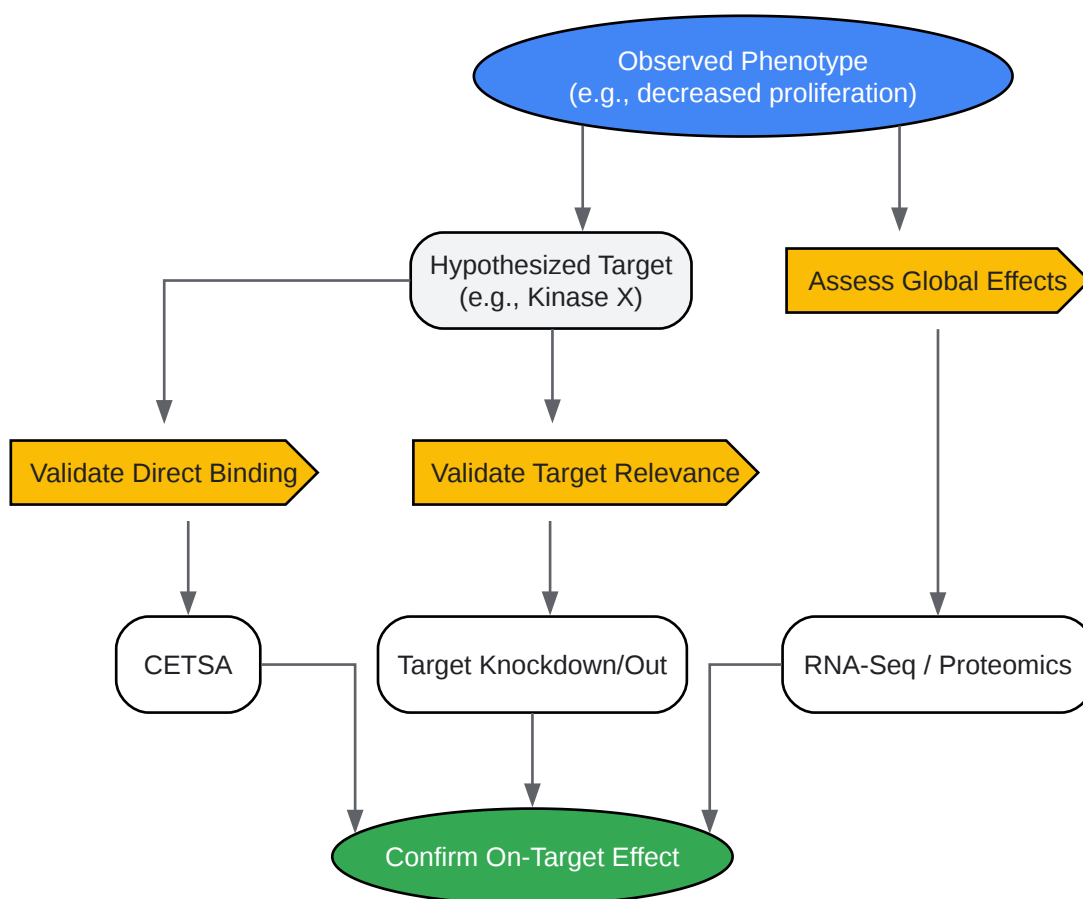 Observed Phenotype
(e.g., decreased proliferation)
Hypothesized Target
(e.g., Kinase X)
Assess Global Effects
Validate Direct Binding
Validate Target Relevance
CETSA
Target Knockdown/Out
RNA-Seq / Proteomics
Confirm On-Target Effect